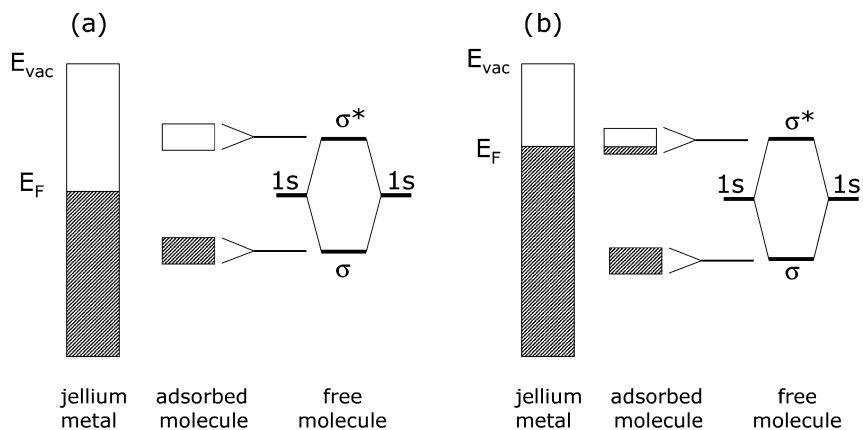 (a)
E_vac
E_F
σ*
1s 1s
σ
jellium metal
adsorbed molecule
free molecule
(b)
E_vac
E_F
σ*
1s 1s
σ
jellium metal
adsorbed molecule
free molecule